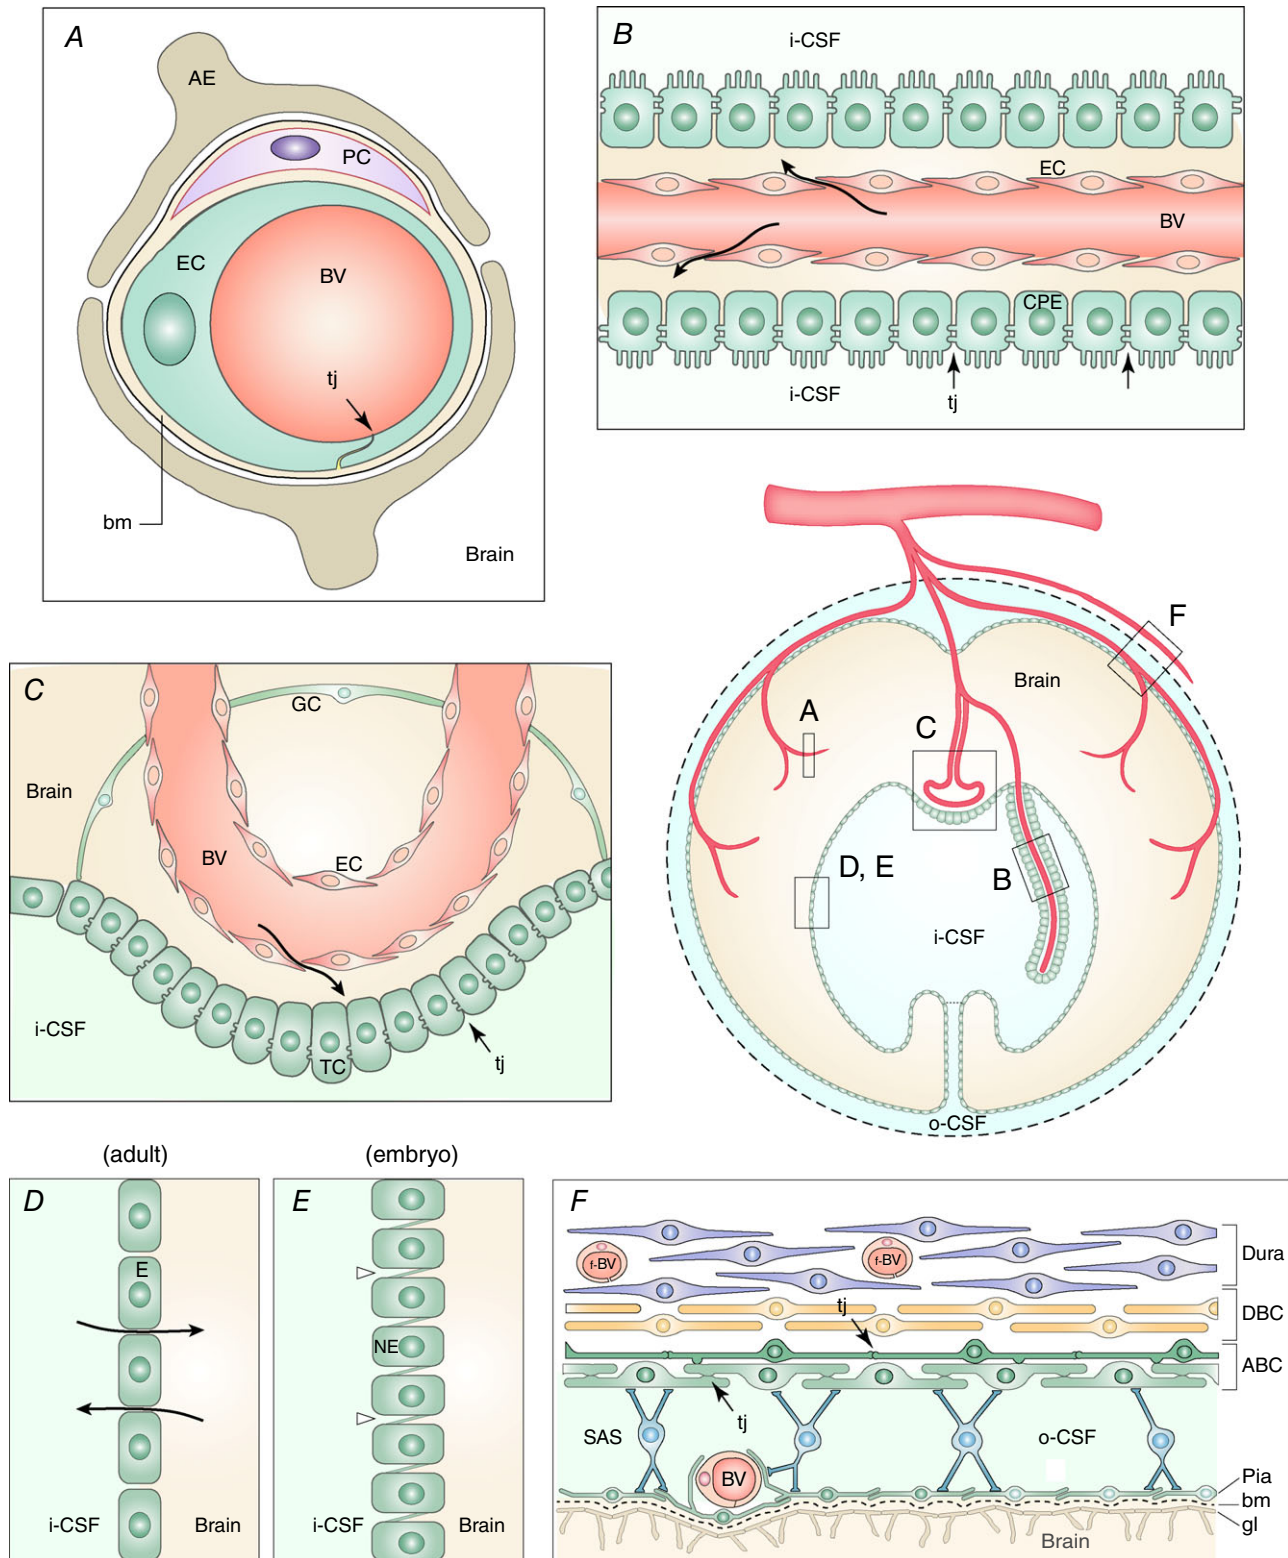 A
AE
PC
EC
BV
tj
bm
Brain
B
i-CSF
EC
BV
CPE
i-CSF
tj
C
GC
Brain
BV
EC
i-CSF
TC
tj
F
Brain
A
C
D, E
B
i-CSF
o-CSF
(adult)
D
E
i-CSF
Brain
(embryo)
E
NE
i-CSF
Brain
F
f-BV
f-BV
Dura
tj
DBC
ABC
tj
SAS
o-CSF
BV
Pia
bm
gl
Brain